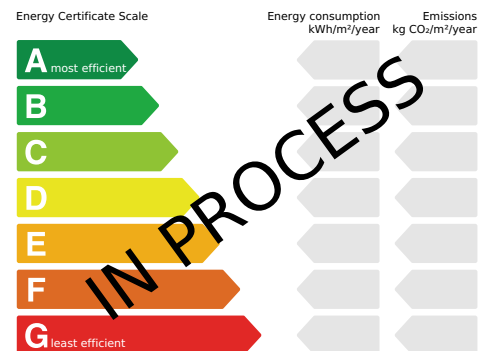 Energy Certificate Scale
Energy consumption
kWh/m²/year
Emissions
kg CO₂/m²/year
A most efficient
B
C
D
E
F
G least efficient
IN PROCESS